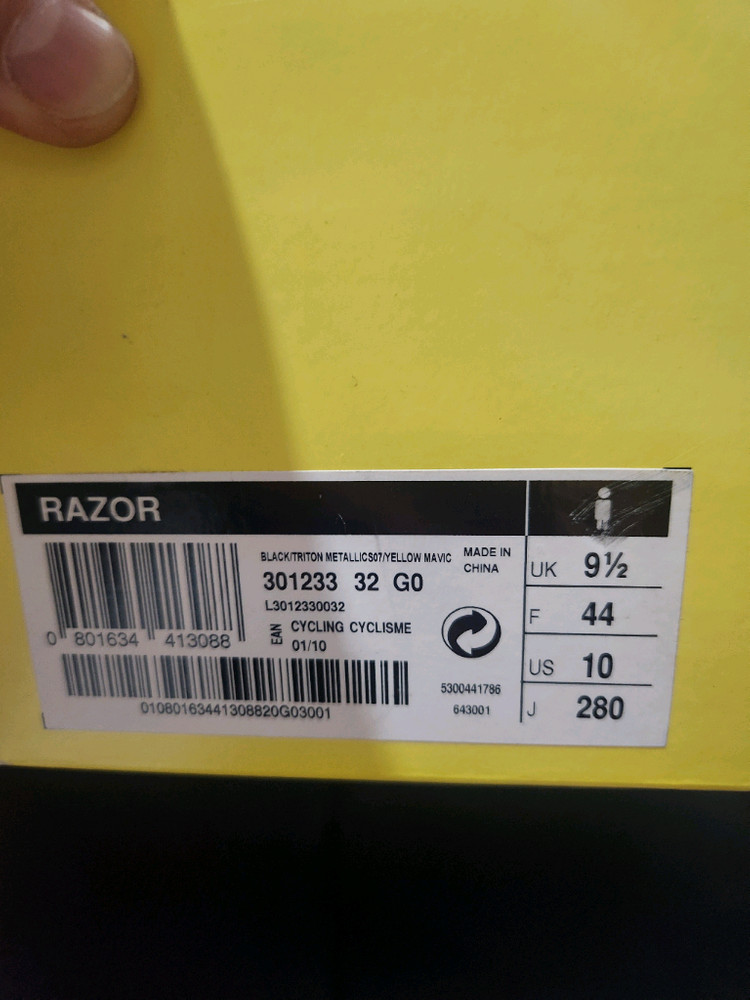 RAZOR
BLACK/TRITON METALLICS07/YELLOW MAVIC
301233 32 G0
L3012330032
EAN
CYCLING CYCLISME
01/10
MADE IN
CHINA
0 801634 413088
01080163441308820G03001
5300441786
643001
UK 9½
F 44
US 10
J 280